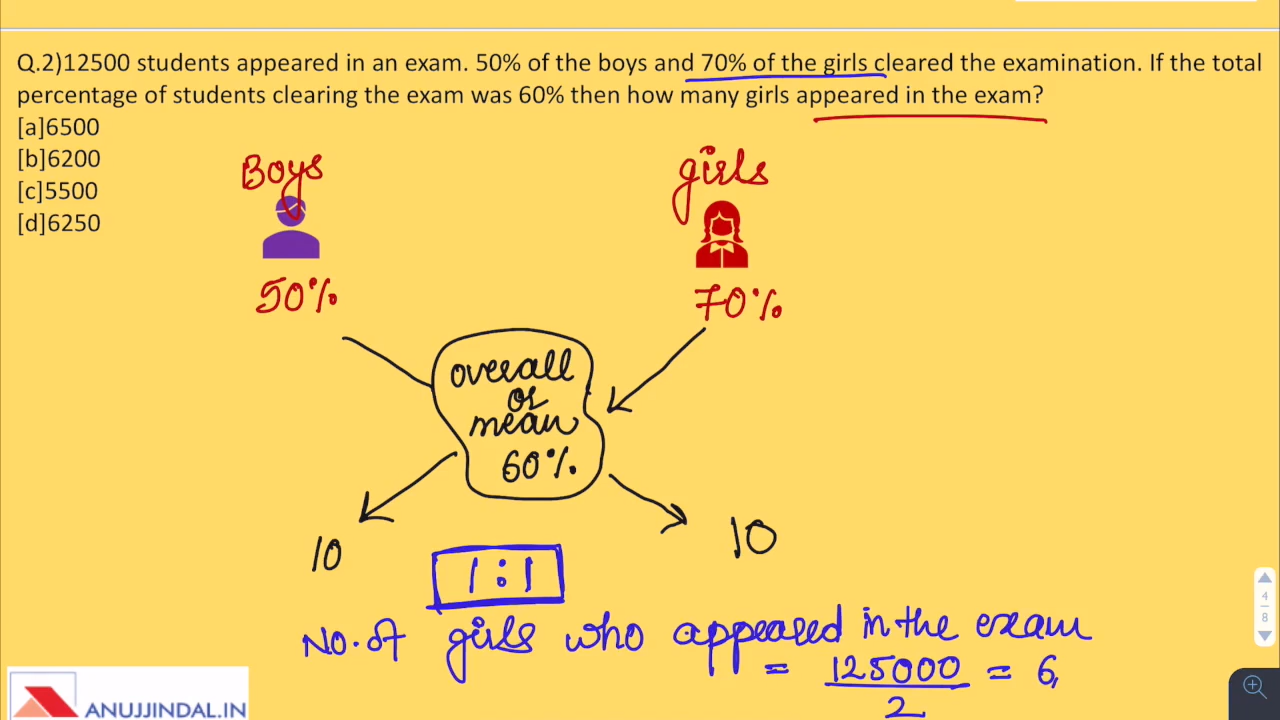 Q.2)12500 students appeared in an exam. 50% of the boys and 70% of the girls cleared the examination. If the total
percentage of students clearing the exam was 60% then how many girls appeared in the exam?
[a]6500
[b]6200
[c]5500
[d]6250
Boys
girls
50%
70%
overall
or
mean
60%
10
10
1:1
No. of girls who appeared in the exam
= 125000 = 6,
2
4
8
ANUJJINDAL.IN